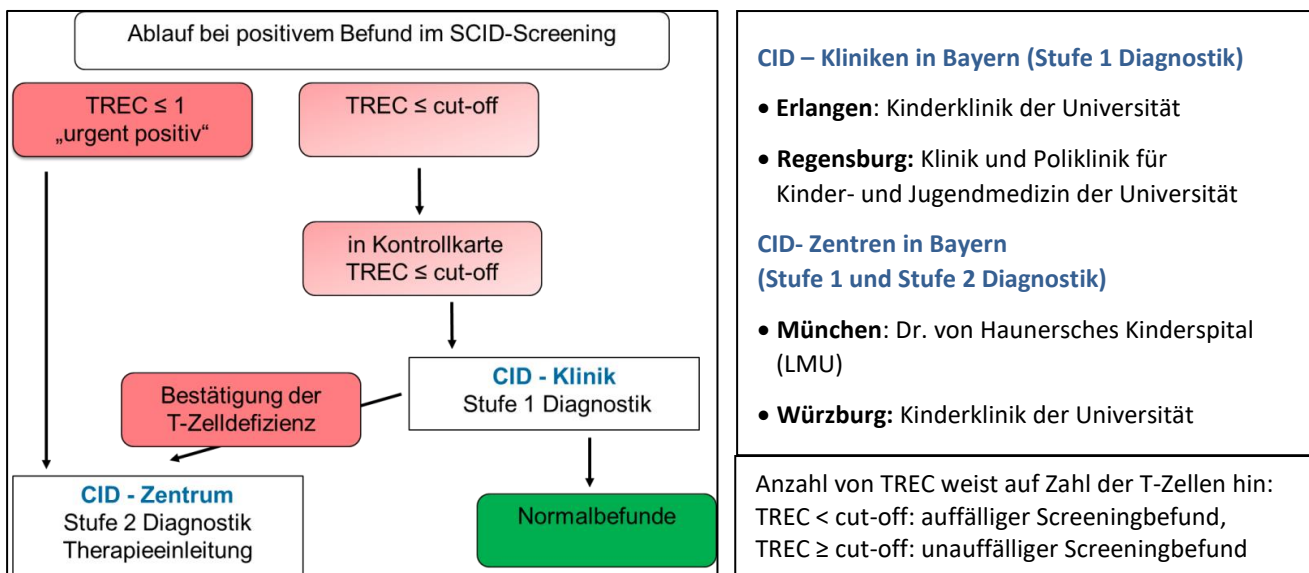 Ablauf bei positivem Befund im SCID-Screening
TREC ≤ 1
„urgent positiv“
TREC ≤ cut-off
in Kontrollkarte
TREC ≤ cut-off
CID - Klinik
Stufe 1 Diagnostik
Bestätigung der
T-Zelldefizienz
CID - Zentrum
Stufe 2 Diagnostik
Therapieeinleitung
Normalbefunde
CID – Kliniken in Bayern (Stufe 1 Diagnostik)
• Erlangen: Kinderklinik der Universität
• Regensburg: Klinik und Poliklinik für
Kinder- und Jugendmedizin der Universität
CID- Zentren in Bayern
(Stufe 1 und Stufe 2 Diagnostik)
• München: Dr. von Haunersches Kinderspital
(LMU)
• Würzburg: Kinderklinik der Universität
Anzahl von TREC weist auf Zahl der T-Zellen hin:
TREC < cut-off: auffälliger Screeningbefund,
TREC ≥ cut-off: unauffälliger Screeningbefund